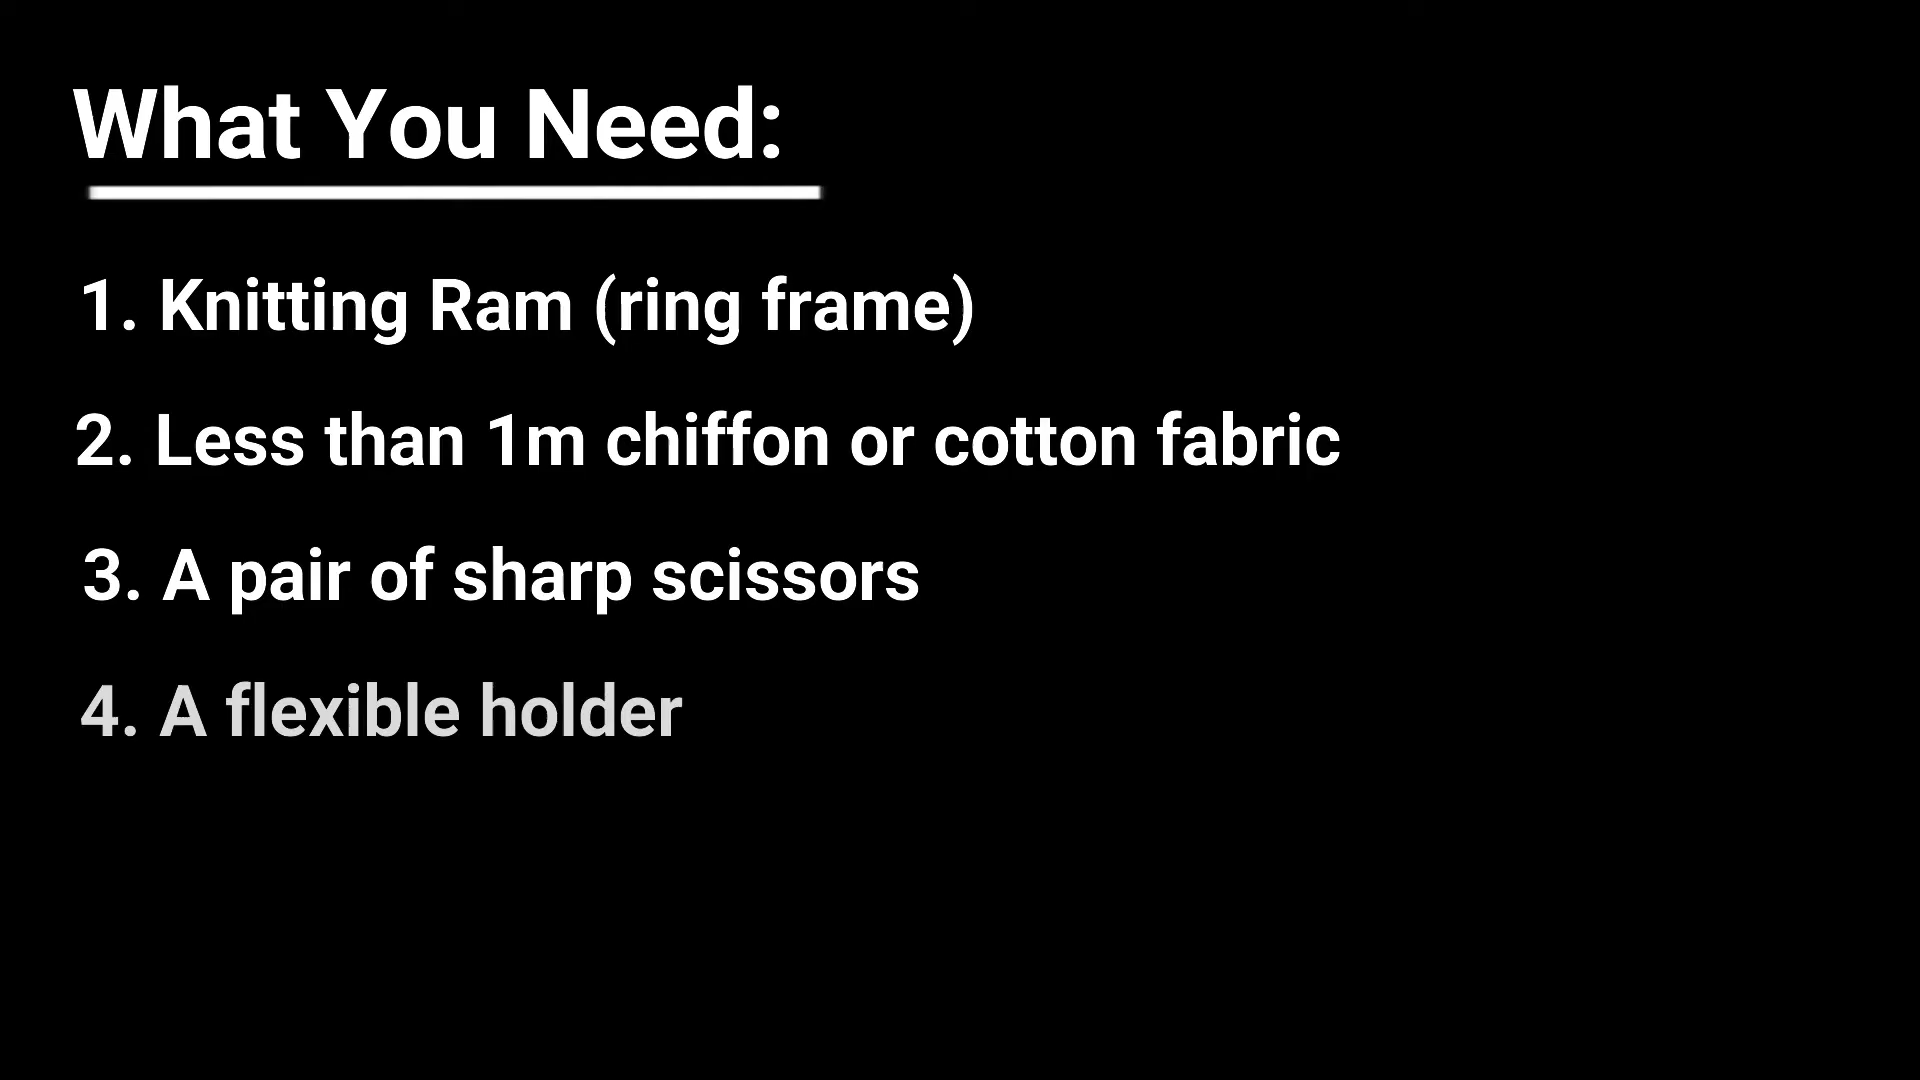 What You Need:
1. Knitting Ram (ring frame)
2. Less than 1m chiffon or cotton fabric
3. A pair of sharp scissors
4. A flexible holder